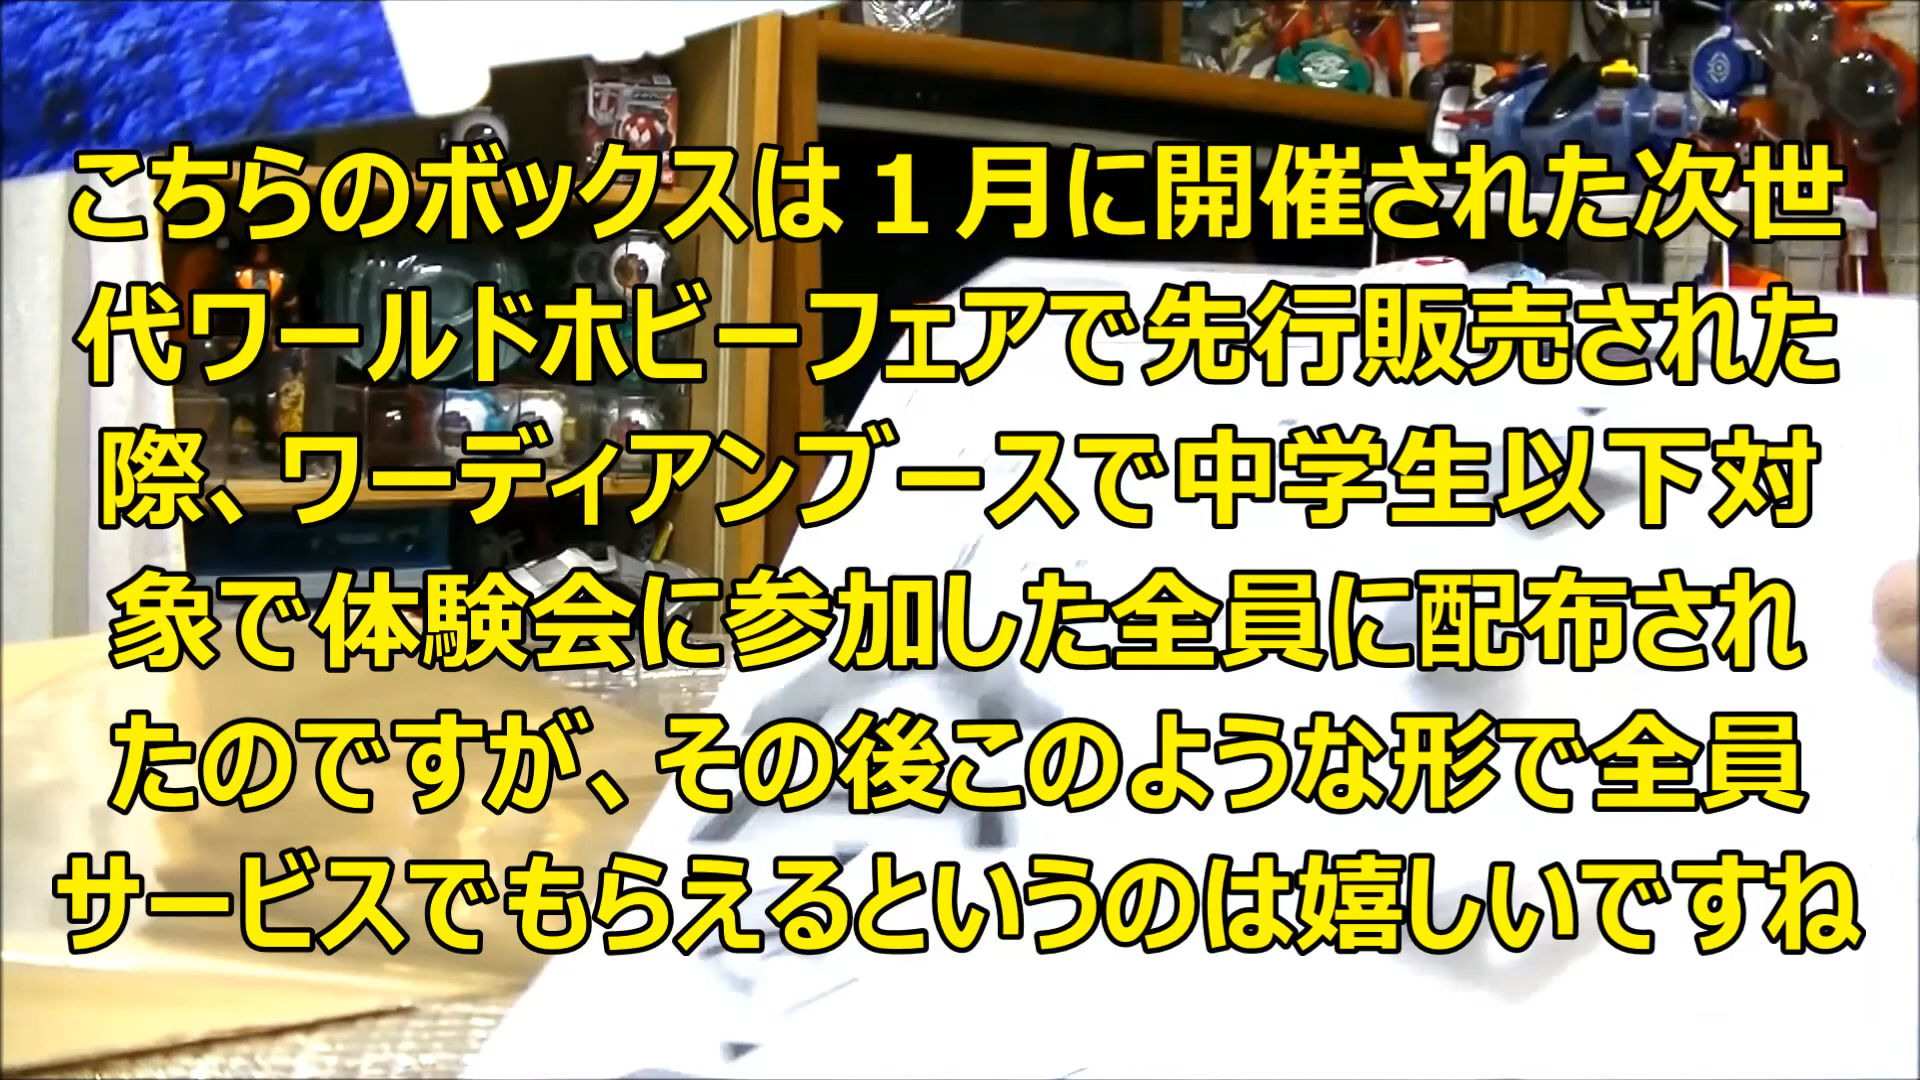 こちらのボックスは１月に開催された次世
代ワールドホビーフェアで先行販売された
際、ワーディアンブースで中学生以下対
象で体験会に参加した全員に配布され
たのですが、その後このような形で全員
サービスでもらえるというのは嬉しいですね